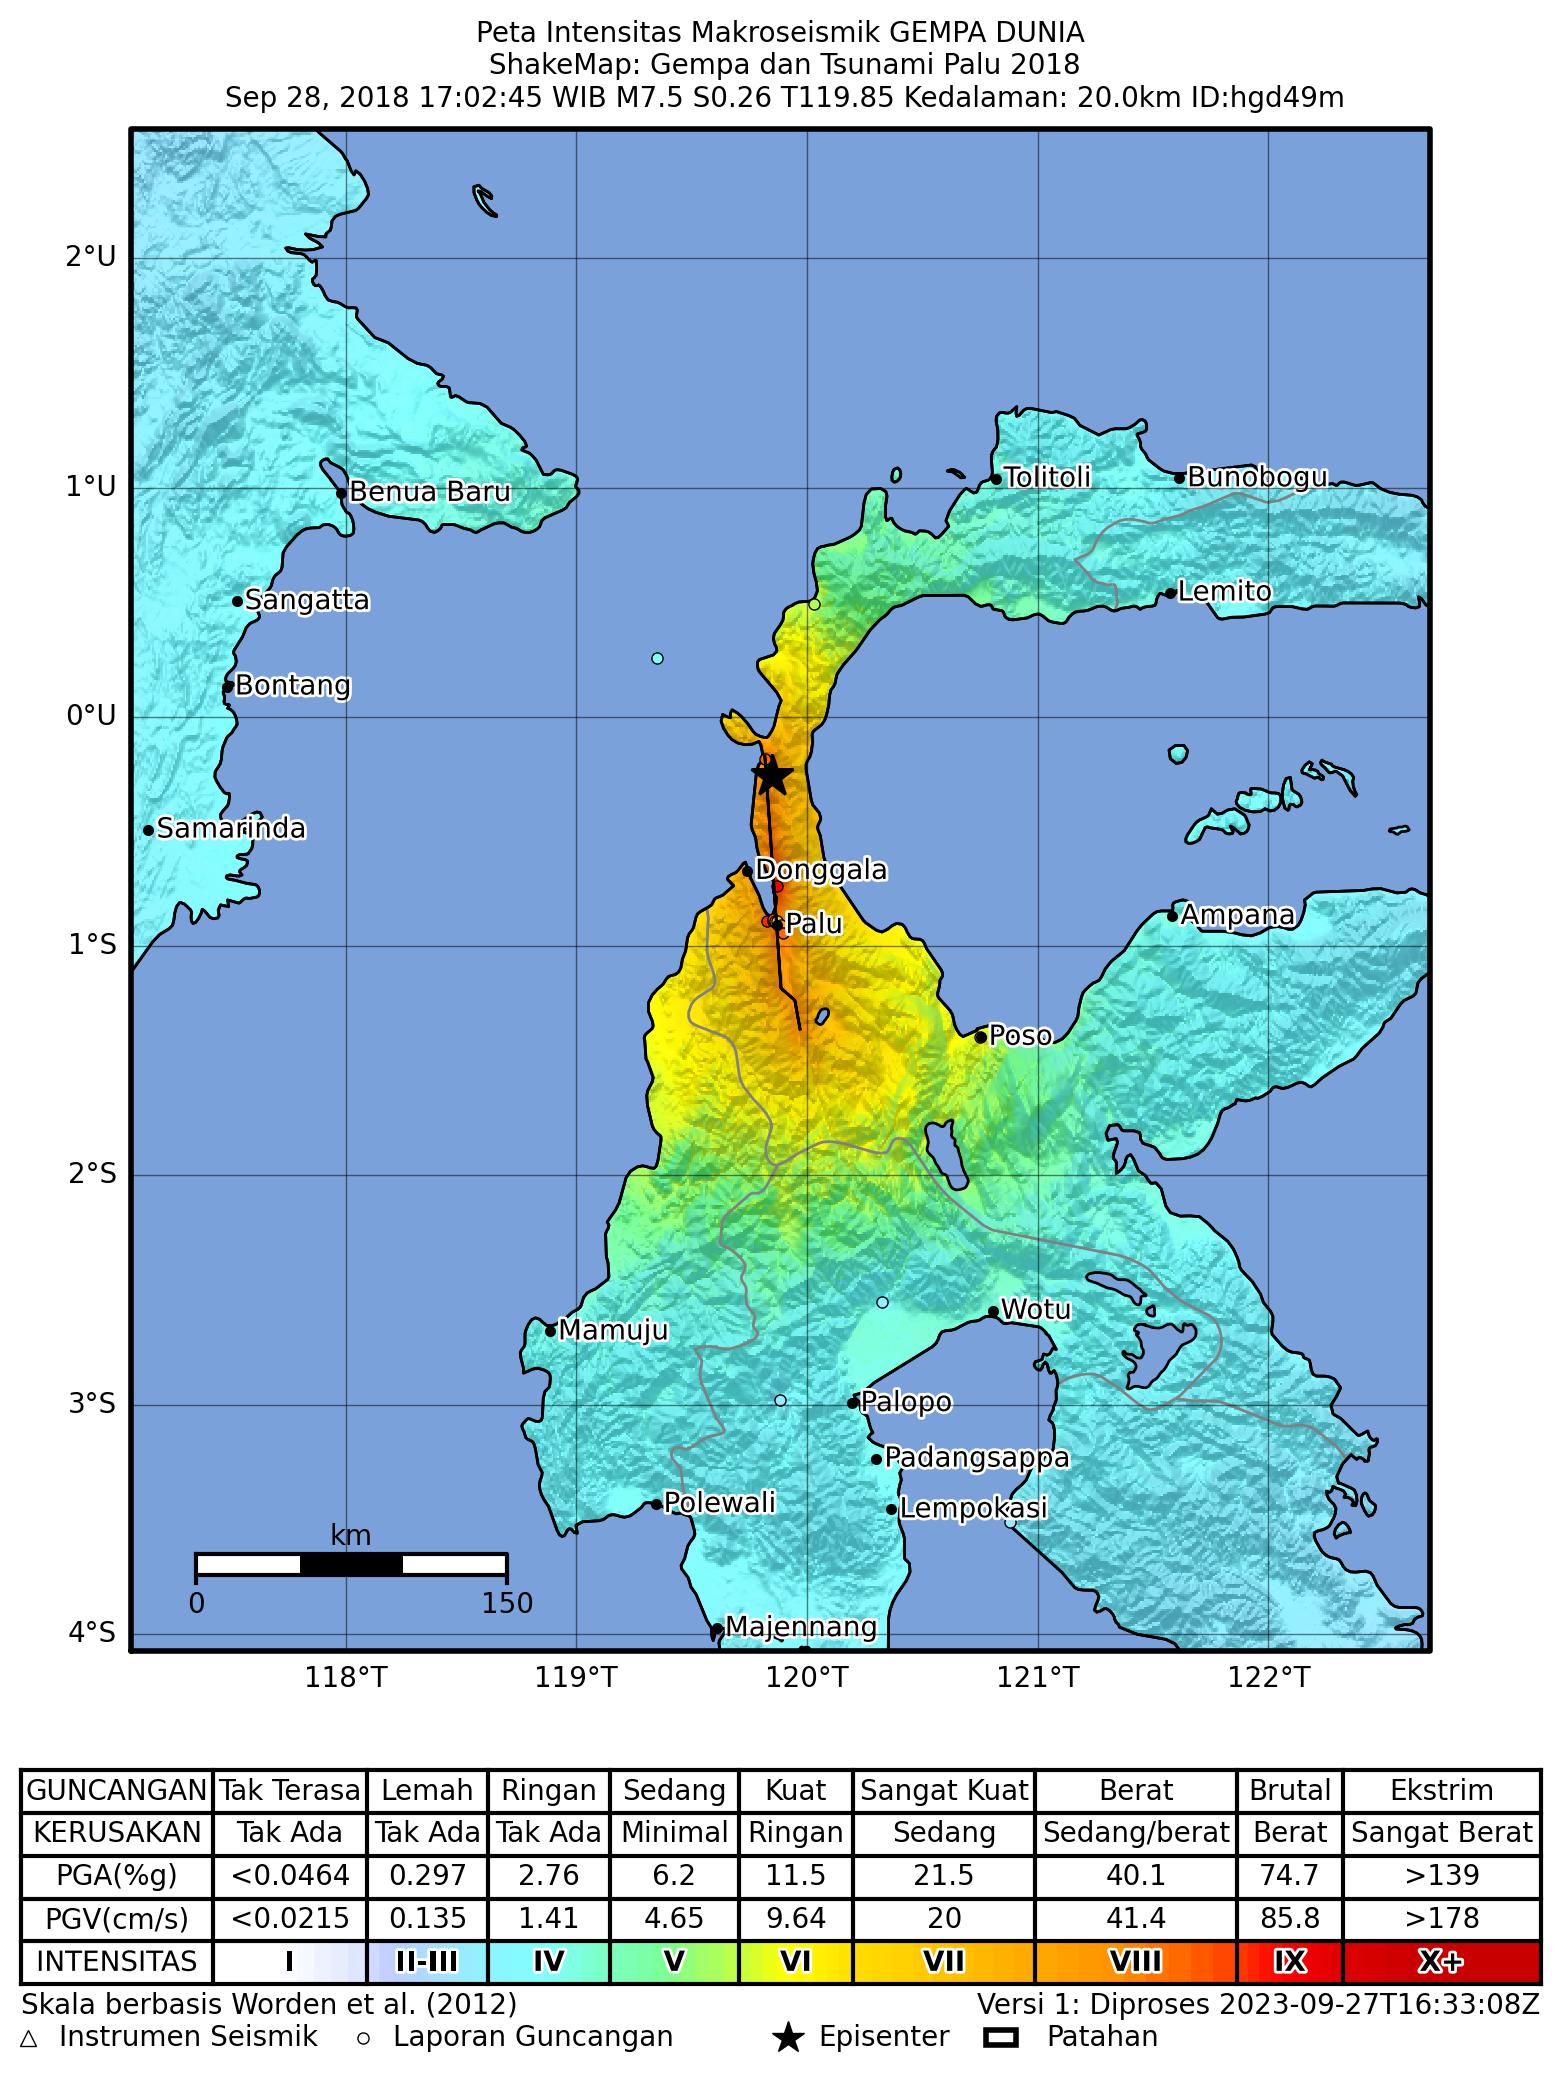 Peta Intensitas Makroseismik GEMPA DUNIA
ShakeMap: Gempa dan Tsunami Palu 2018
Sep 28, 2018 17:02:45 WIB M7.5 S0.26 T119.85 Kedalaman: 20.0km ID:hgd49m
2°U
1°U
0°U
1°S
2°S
3°S
4°S
Tolitoli
Bunobogu
Benua Baru
Lemito
Sangatta
Bontang
Samarinda
Donggala
Ampana
Palu
Poso
Wotu
Mamuju
Palopo
Padangsappa
Polewali
Lempokasi
km
0 150
Majennang
118°T 119°T 120°T 121°T 122°T
GUNCANGAN Tak Terasa Lemah Ringan Sedang Kuat Sangat Kuat Berat Brutal Ekstrim
KERUSAKAN Tak Ada Tak Ada Tak Ada Minimal Ringan Sedang Sedang/berat Berat Sangat Berat
PGA(%g) <0.0464 0.297 2.76 6.2 11.5 21.5 40.1 74.7 >139
PGV(cm/s) <0.0215 0.135 1.41 4.65 9.64 20 41.4 85.8 >178
INTENSITAS I II-III IV V VI VII VIII IX X+
Skala berbasis Worden et al. (2012) Versi 1: Diproses 2023-09-27T16:33:08Z
Instrumen Seismik Laporan Guncangan Episenter Patahan